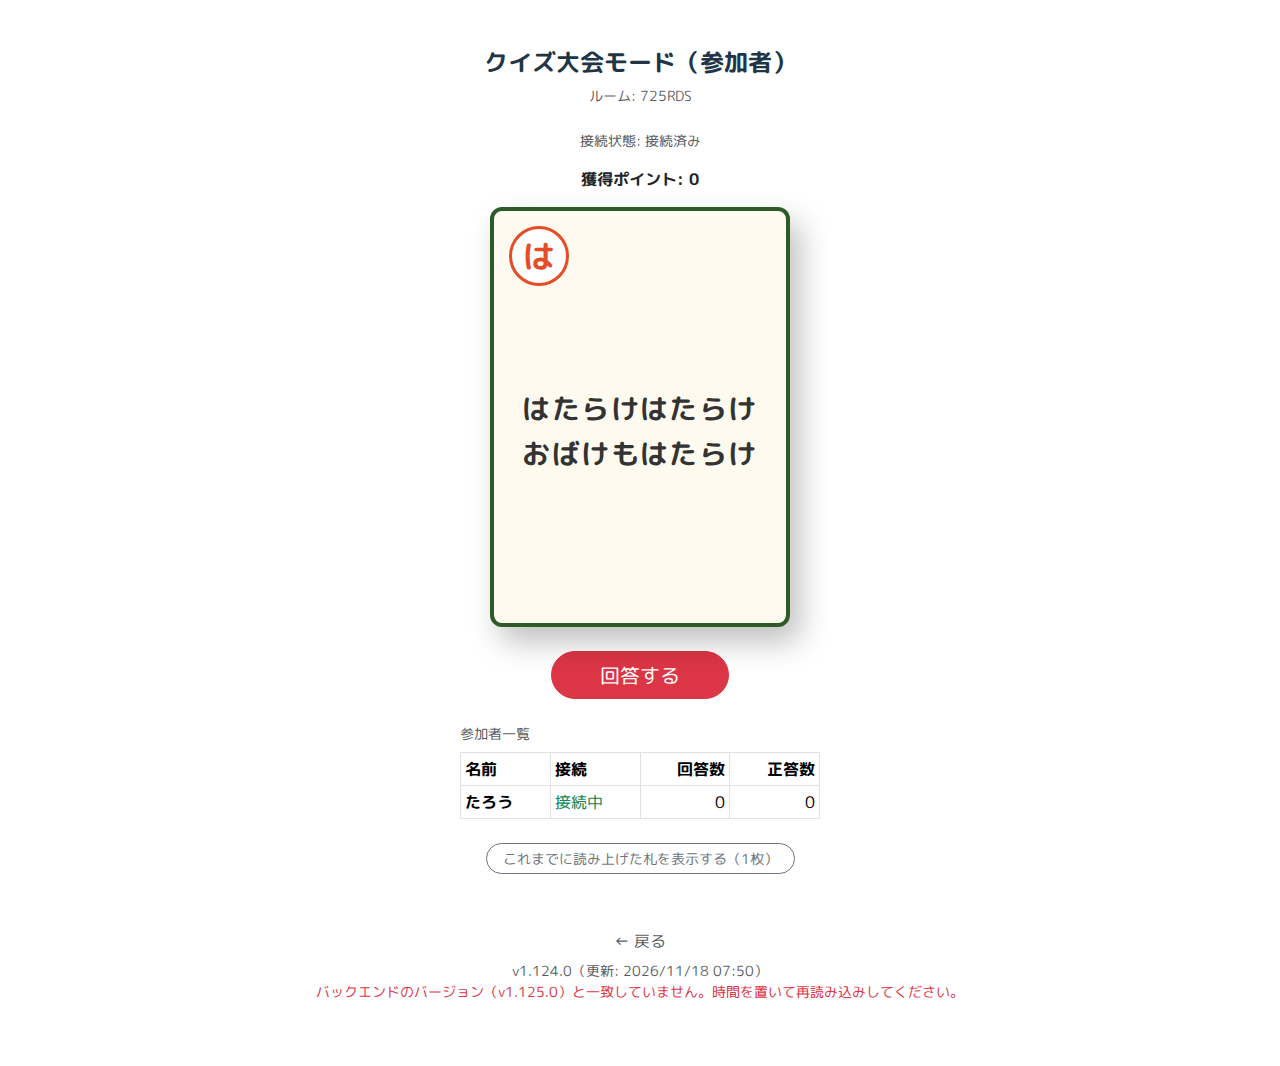 クイズ大会モード（参加者）
ルーム: 725RDS
接続状態: 接続済み
獲得ポイント: 0
は
はたらけはたらけ
おばけもはたらけ
回答する
参加者一覧
名前 接続 回答数 正答数
たろう 接続中 0 0
これまでに読み上げた札を表示する（1枚）
← 戻る
v1.124.0（更新: 2026/11/18 07:50）
バックエンドのバージョン（v1.125.0）と一致していません。時間を置いて再読み込みしてください。